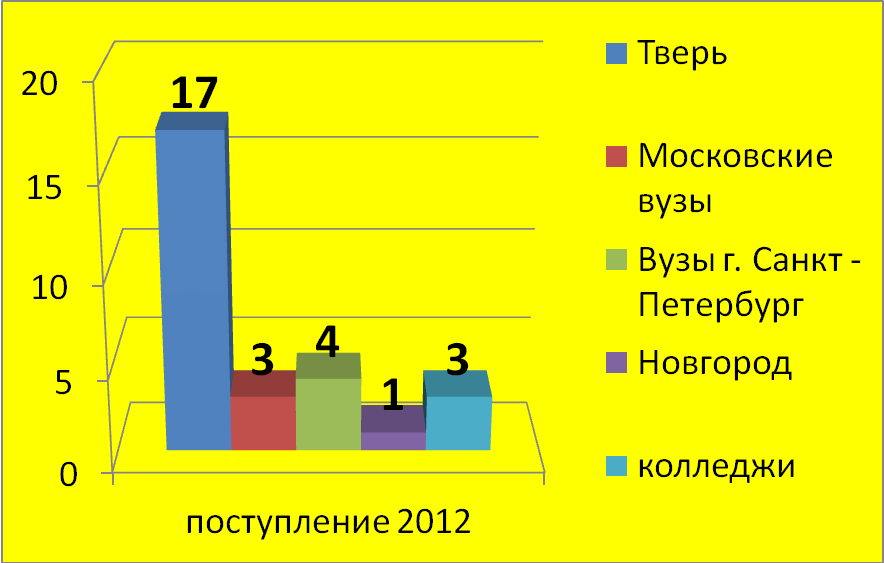 20
15
10
5
0
17
3
4
1
3
поступление 2012
Тверь
Московские
вузы
Вузы г. Санкт -
Петербург
Новгород
колледжи